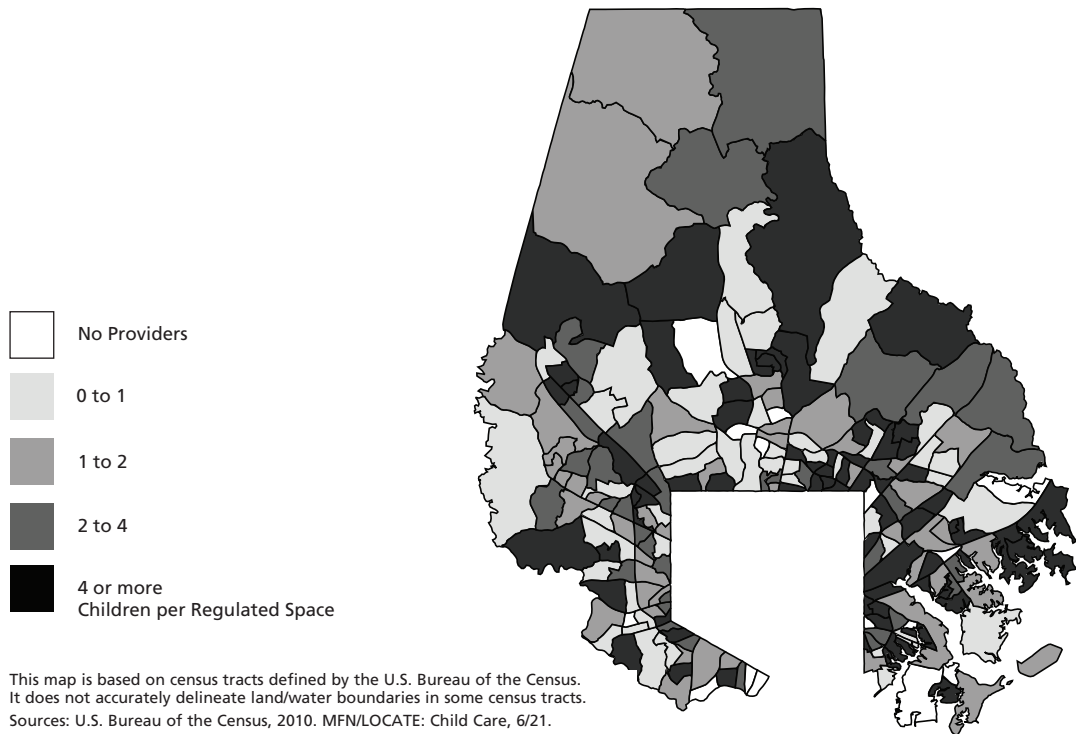 No Providers
0 to 1
1 to 2
2 to 4
4 or more
Children per Regulated Space
This map is based on census tracts defined by the U.S. Bureau of the Census.
It does not accurately delineate land/water boundaries in some census tracts.
Sources: U.S. Bureau of the Census, 2010. MFN/LOCATE: Child Care, 6/21.